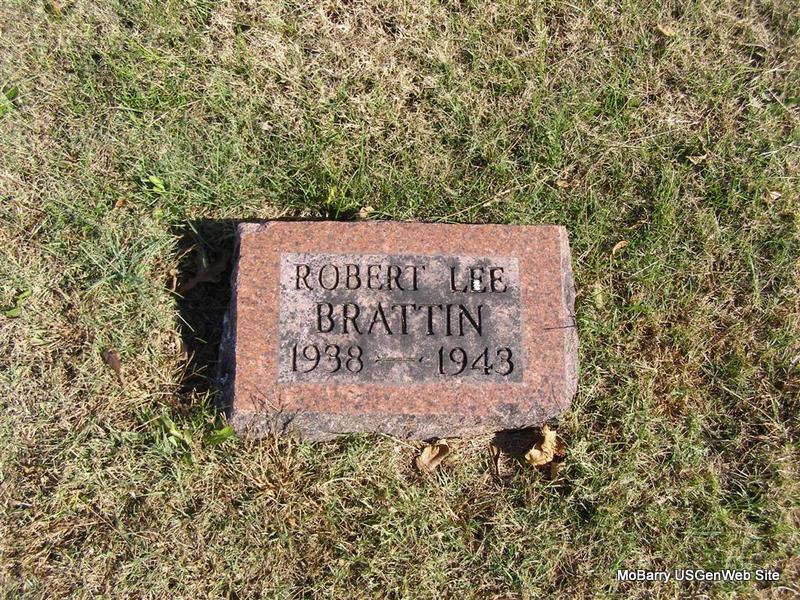 ROBERT LEE
BRATTIN
1938 — 1943
MoBarry USGenWeb Site